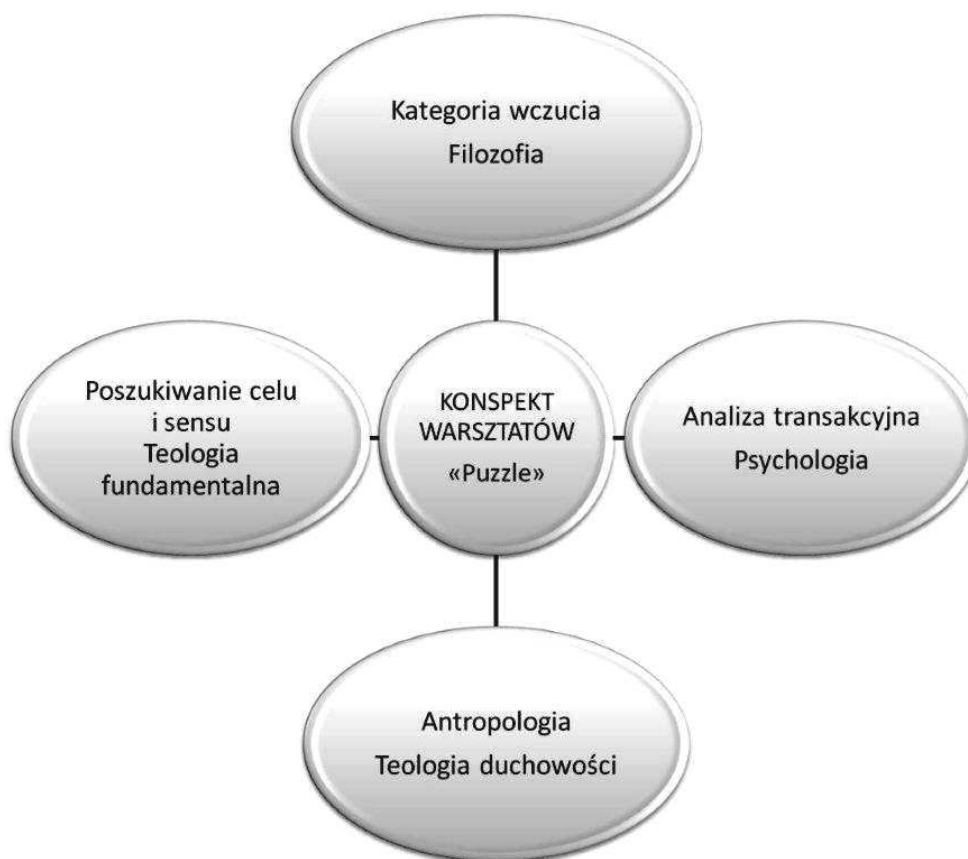 Kategoria wczucia
Filozofia
Poszukiwanie celu
i sensu
Teologia
fundamentalna
KONSPEKT
WARSZTATÓW
«Puzzle»
Analiza transakcyjna
Psychologia
Antropologia
Teologia duchowości